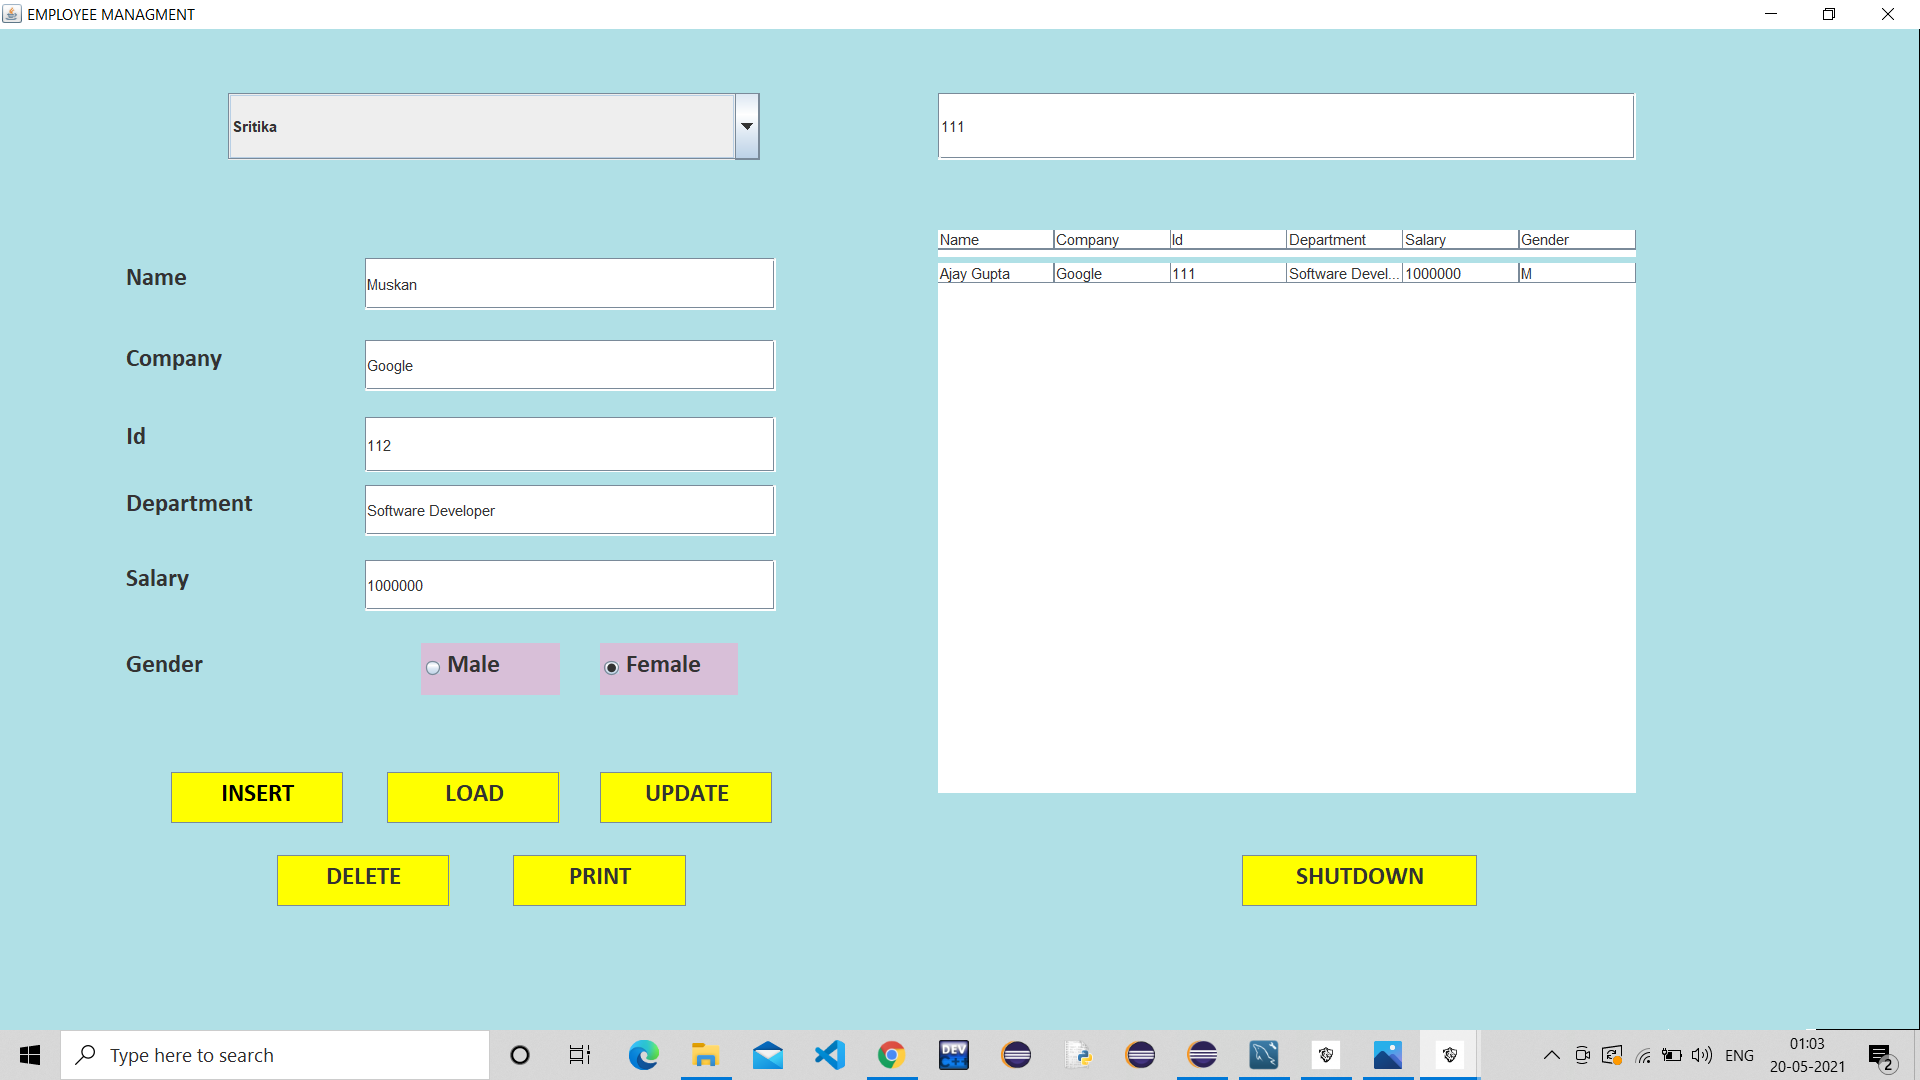 EMPLOYEE MANAGMENT
Sritika
111
Name Company Id Department Salary Gender
Ajay Gupta Google 111 Software Devel... 1000000 M
Name Muskan
Company Google
Id 112
Department Software Developer
Salary 1000000
Gender Male Female
INSERT LOAD UPDATE
DELETE PRINT SHUTDOWN
Type here to search
DEV
C++
ENG
01:03
20-05-2021
2